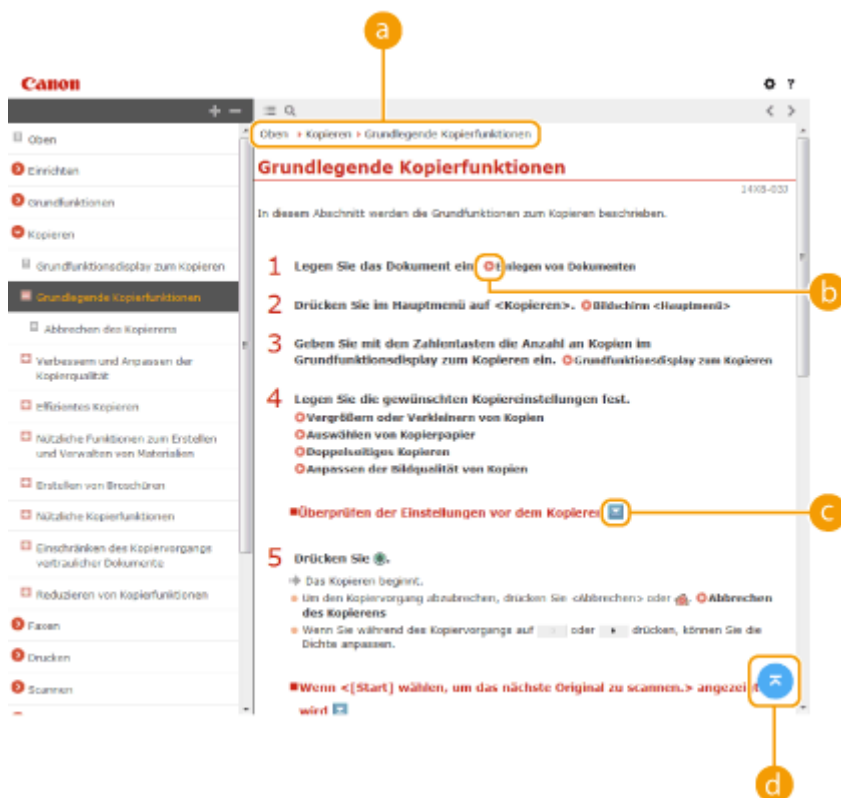 a
Canon
?
+ −
Oben ▸ Kopieren ▸ Grundlegende Kopierfunktionen
Oben
Einrichten
Grundfunktionen
Kopieren
Grundfunktionsdisplay zum Kopieren
Grundlegende Kopierfunktionen
Abbrechen des Kopierens
Verbessern und Anpassen der
Kopierqualität
Effizientes Kopieren
Nützliche Funktionen zum Erstellen
und Verwalten von Materialien
Erstellen von Broschüren
Nützliche Kopierfunktionen
Einschränken des Kopiervorgangs
vertraulicher Dokumente
Reduzieren von Kopierfunktionen
Faxen
Drucken
Scannen
Grundlegende Kopierfunktionen
In diesem Abschnitt werden die Grundfunktionen zum Kopieren beschrieben.
1 Legen Sie das Dokument ein. Einlegen von Dokumenten
b
2 Drücken Sie im Hauptmenü auf <Kopieren>. Bildschirm <Hauptmenü>
3 Geben Sie mit den Zahlentasten die Anzahl an Kopien im
Grundfunktionsdisplay zum Kopieren ein. Grundfunktionsdisplay zum Kopieren
4 Legen Sie die gewünschten Kopiereinstellungen fest.
Vergrößern oder Verkleinern von Kopien
Auswählen von Kopierpapier
Doppelseitiges Kopieren
Anpassen der Bildqualität von Kopien
■Überprüfen der Einstellungen vor dem Kopieren
c
5 Drücken Sie .
Das Kopieren beginnt.
Um den Kopiervorgang abzubrechen, drücken Sie <Abbrechen> oder . Abbrechen
des Kopierens
Wenn Sie während des Kopiervorgangs auf oder drücken, können Sie die
Dichte anpassen.
■Wenn <[Start] wählen, um das nächste Original zu scannen.> angezeigt
wird
d